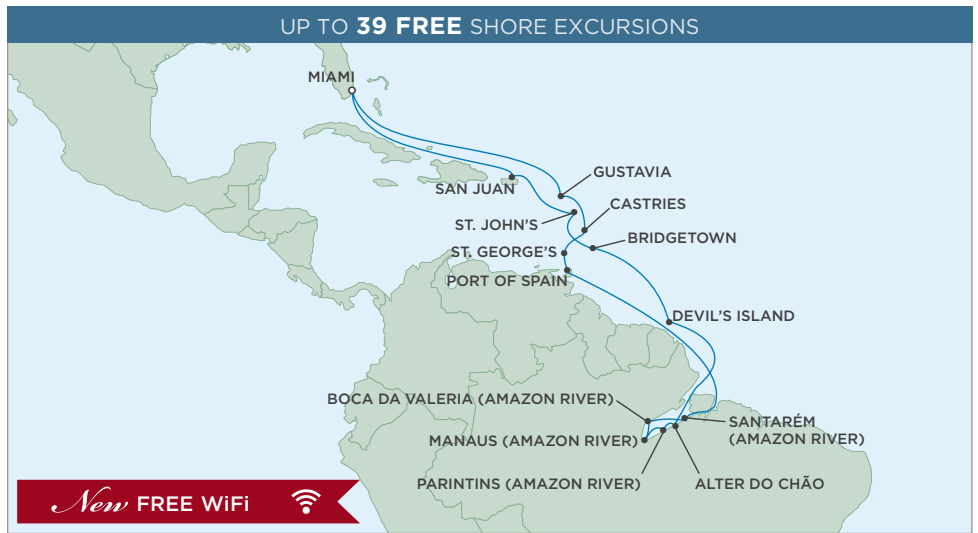 UP TO 39 FREE SHORE EXCURSIONS
MIAMI
SAN JUAN
GUSTAVIA
CASTRIES
ST. JOHN'S
BRIDGETOWN
ST. GEORGE'S
PORT OF SPAIN
DEVIL'S ISLAND
BOCA DA VALERIA (AMAZON RIVER)
SANTARÉM
(AMAZON RIVER)
MANAUS (AMAZON RIVER)
PARINTINS (AMAZON RIVER)
ALTER DO CHÃO
New FREE WiFi